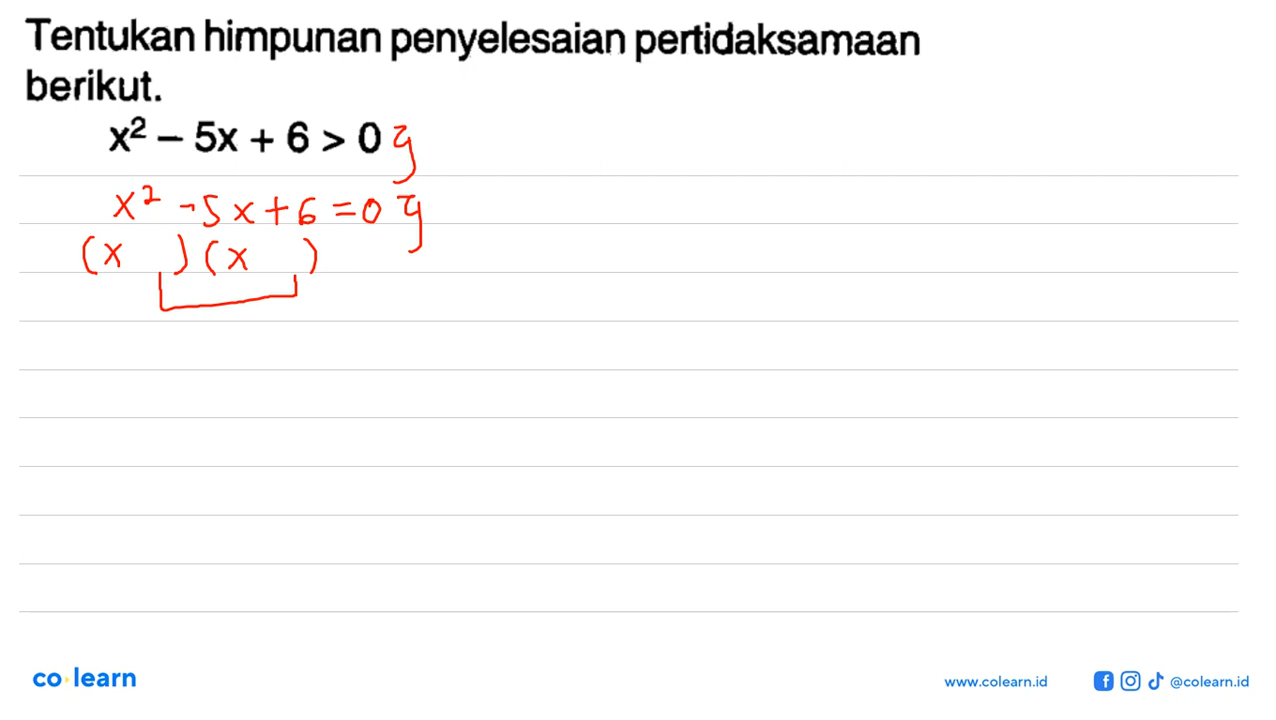 Tentukan himpunan penyelesaian pertidaksamaan
berikut.
x² – 5x + 6 > 0
x² -5x+6 =0
(x ) (x )
co learn
www.colearn.id @colearn.id